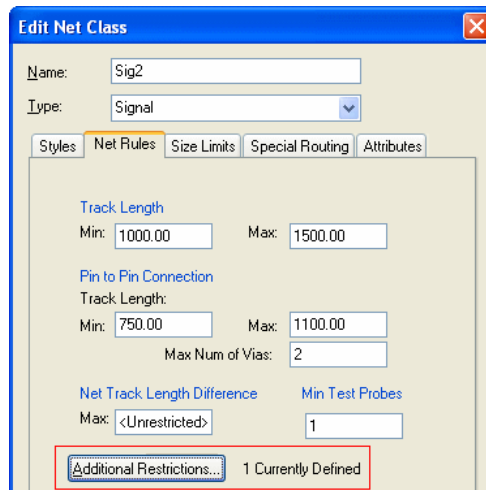 Edit Net Class
Name: Sig2
Type: Signal
Styles Net Rules Size Limits Special Routing Attributes
Track Length
Min: 1000.00 Max: 1500.00
Pin to Pin Connection
Track Length:
Min: 750.00 Max: 1100.00
Max Num of Vias: 2
Net Track Length Difference Min Test Probes
Max: <Unrestricted> 1
Additional Restrictions... 1 Currently Defined